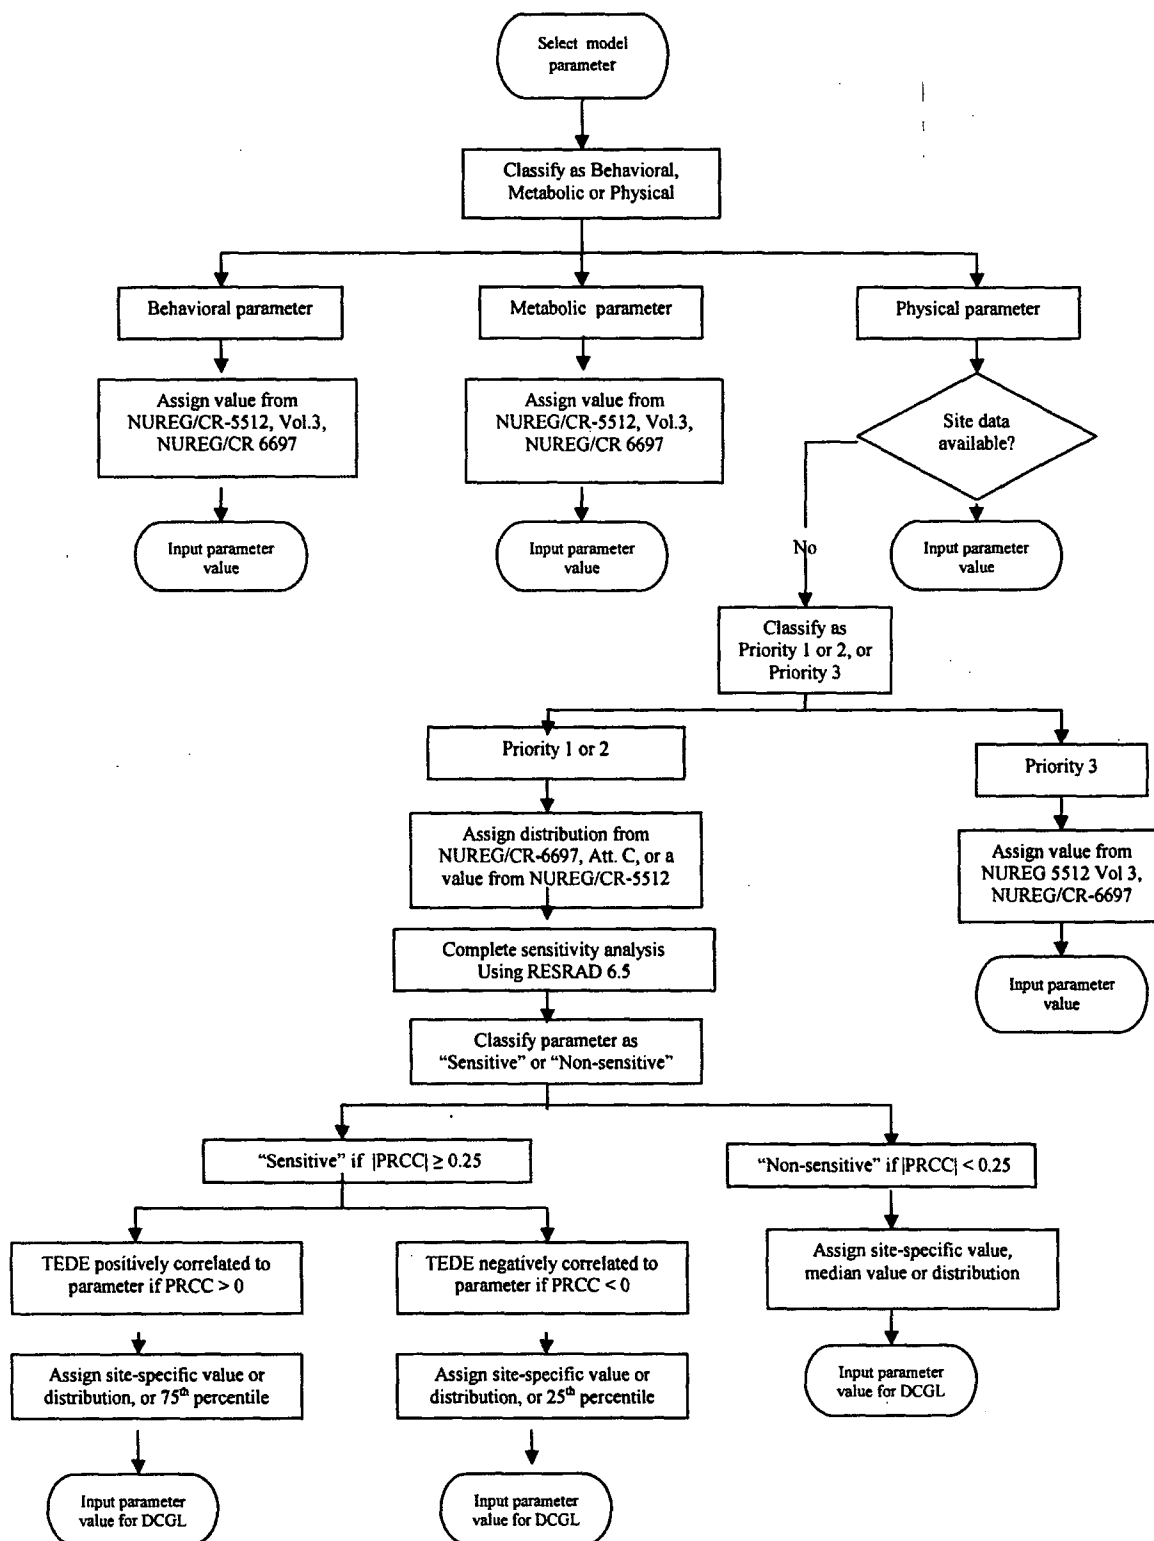 Select model
parameter
Classify as Behavioral,
Metabolic or Physical
Behavioral parameter
Metabolic parameter
Physical parameter
Assign value from
NUREG/CR-5512, Vol.3,
NUREG/CR 6697
Assign value from
NUREG/CR-5512, Vol.3,
NUREG/CR 6697
Site data
available?
Input parameter
value
Input parameter
value
No
Input parameter
value
Classify as
Priority 1 or 2, or
Priority 3
Priority 1 or 2
Priority 3
Assign distribution from
NUREG/CR-6697, Att. C, or a
value from NUREG/CR-5512
Assign value from
NUREG 5512 Vol 3,
NUREG/CR-6697
Complete sensitivity analysis
Using RESRAD 6.5
Input parameter
value
Classify parameter as
“Sensitive” or “Non-sensitive”
“Sensitive” if |PRCC| ≥ 0.25
“Non-sensitive” if |PRCC| < 0.25
TEDE positively correlated to
parameter if PRCC > 0
TEDE negatively correlated to
parameter if PRCC < 0
Assign site-specific value,
median value or distribution
Assign site-specific value or
distribution, or 75th percentile
Assign site-specific value or
distribution, or 25th percentile
Input parameter
value for DCGL
Input parameter
value for DCGL
Input parameter
value for DCGL